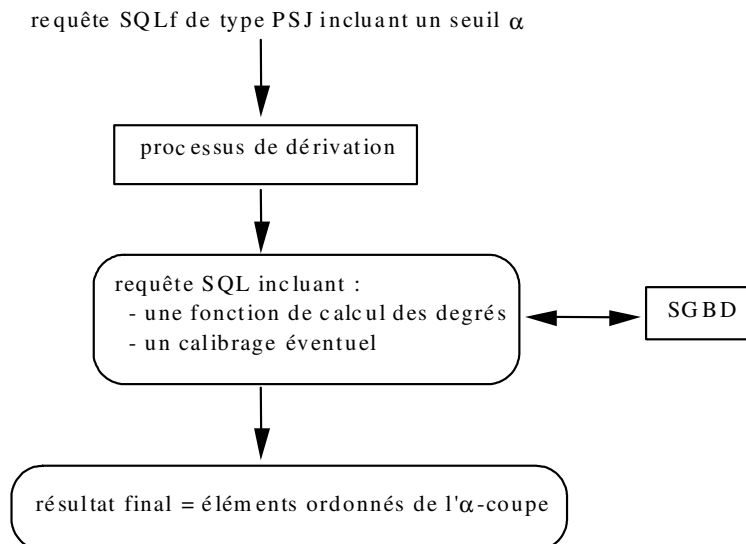 requête SQLf de type PSJ incluant un seuil α
processus de dérivation
requête SQL incluant :
- une fonction de calcul des degrés
- un calibrage éventuel
SGBD
résultat final = éléments ordonnés de l'α-coupe